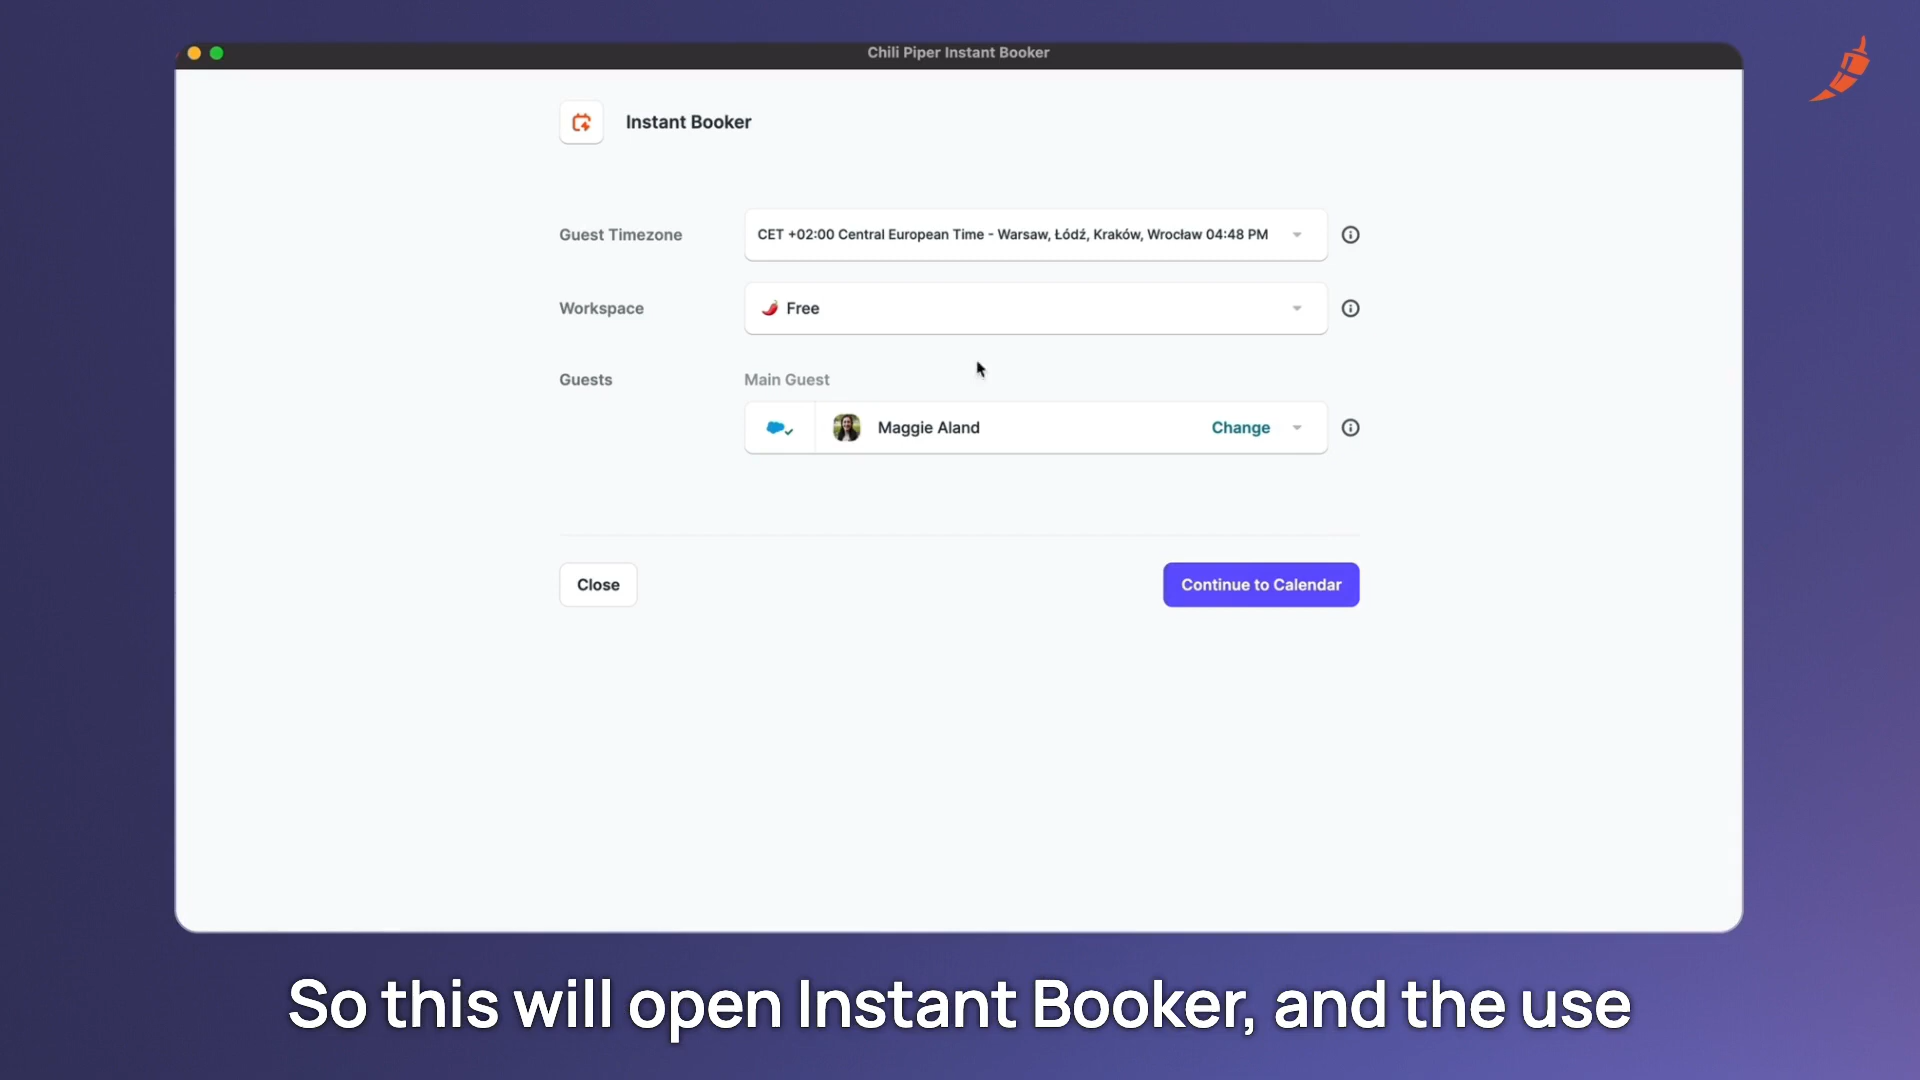 Chili Piper Instant Booker
Instant Booker
Guest Timezone
CET +02:00 Central European Time - Warsaw, Łódź, Kraków, Wrocław 04:48 PM
Workspace
Free
Guests
Main Guest
Maggie Aland
Change
Close
Continue to Calendar
So this will open Instant Booker, and the use